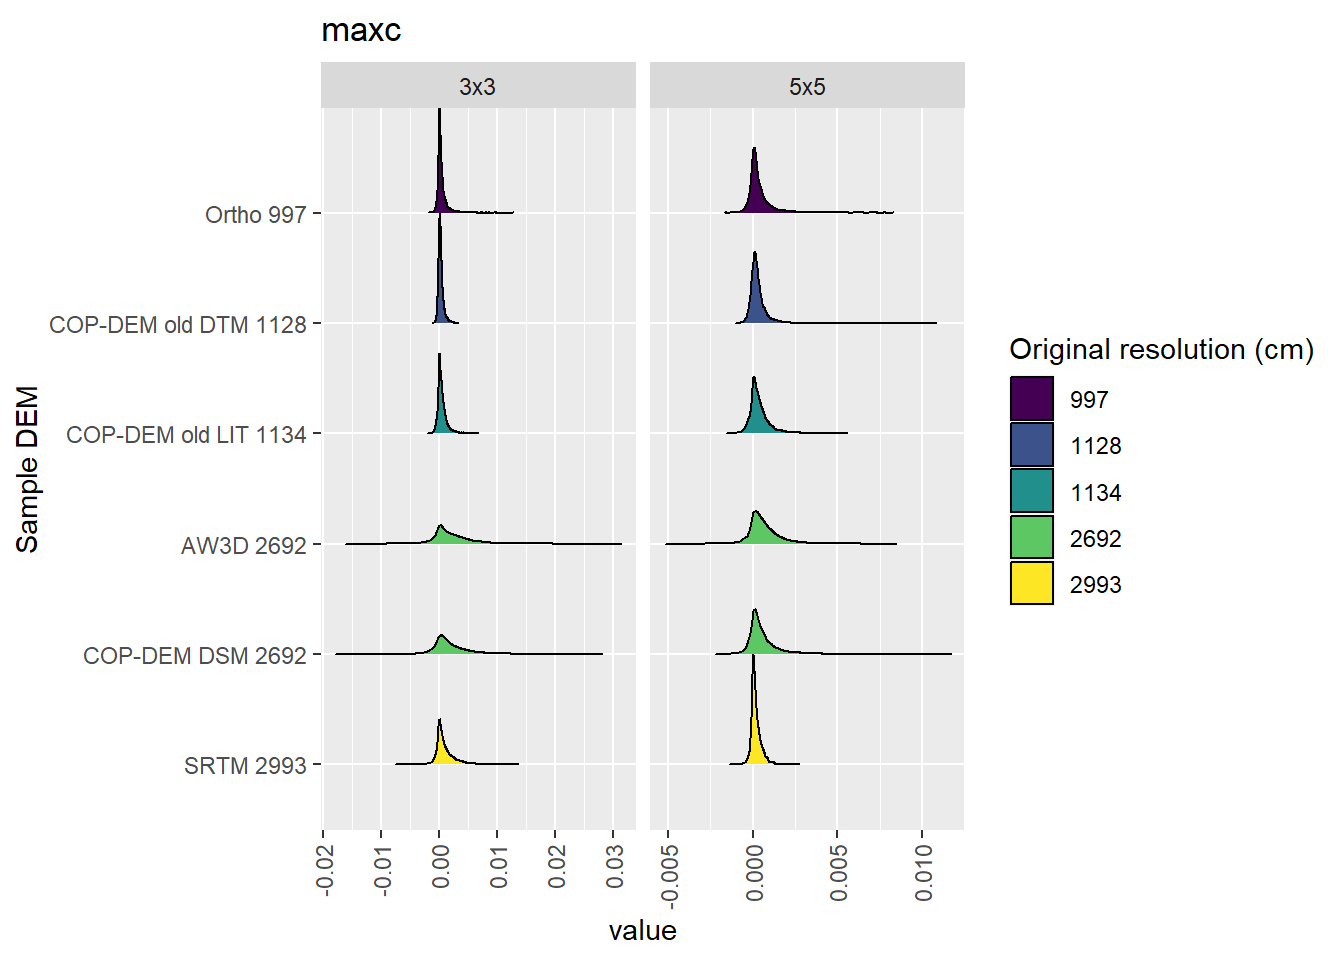 maxc
3x3
5x5
Sample DEM
Ortho 997
COP-DEM old DTM 1128
COP-DEM old LIT 1134
AW3D 2692
COP-DEM DSM 2692
SRTM 2993
-0.02
-0.01
0.00
0.01
0.02
0.03
-0.005
0.000
0.005
0.010
value
Original resolution (cm)
997
1128
1134
2692
2993